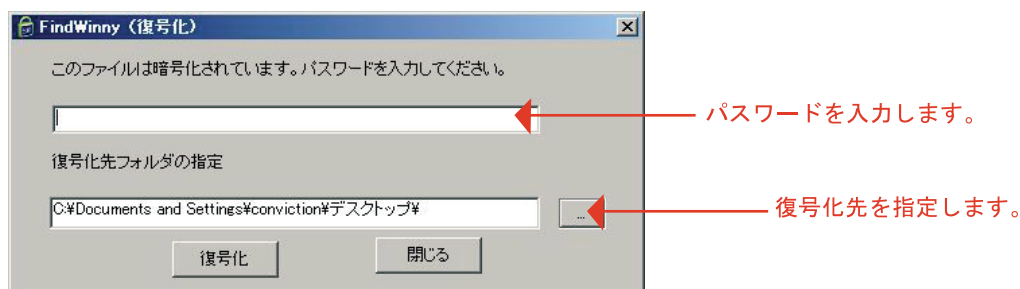 FindWinny（復号化）
このファイルは暗号化されています。パスワードを入力してください。
パスワードを入力します。
復号化先フォルダの指定
C:¥Documents and Settings¥conviction¥デスクトップ¥
...
復号化先を指定します。
復号化
閉じる